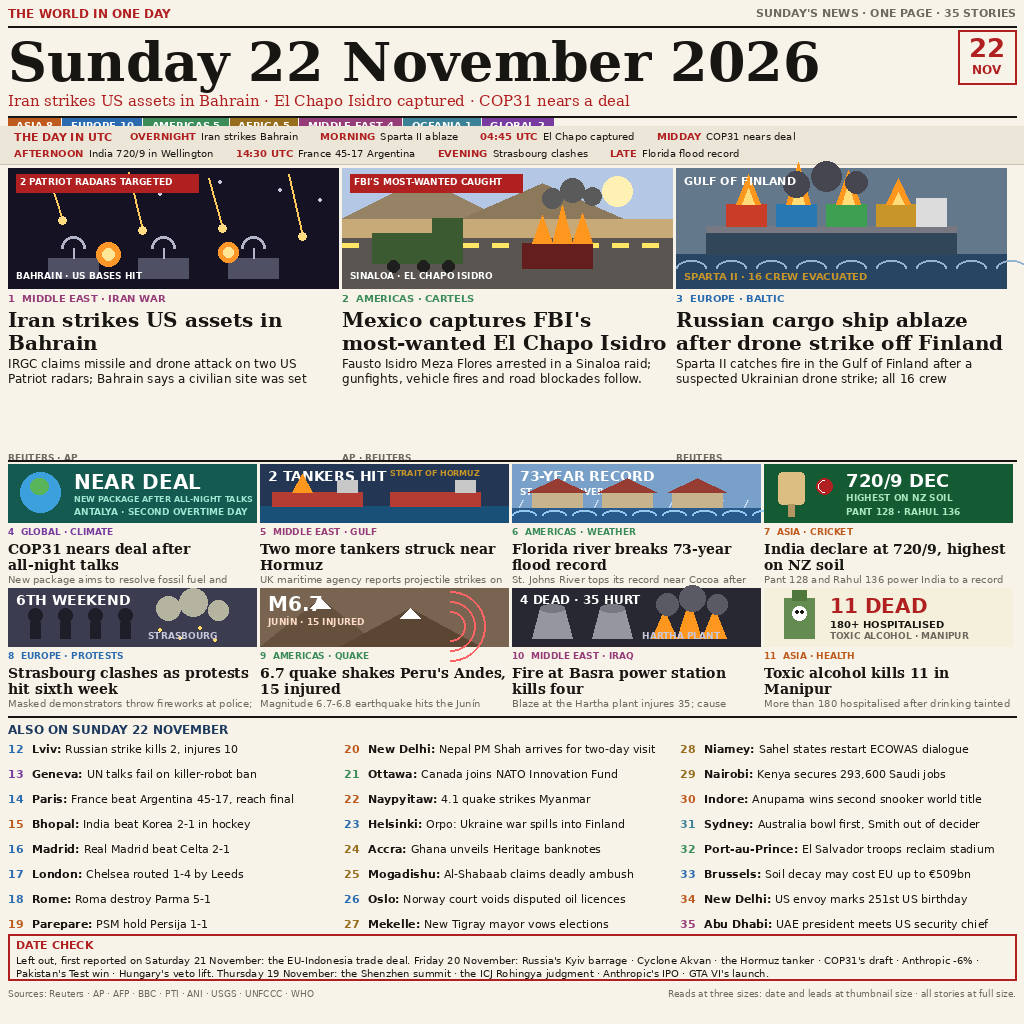 THE WORLD IN ONE DAY
SUNDAY'S NEWS · ONE PAGE · 35 STORIES
Sunday 22 November 2026
22
NOV
Iran strikes US assets in Bahrain · El Chapo Isidro captured · COP31 nears a deal
ASIA 8 EUROPE 10 AMERICAS 5 AFRICA 5 MIDDLE EAST 4 OCEANIA 1 GLOBAL 2
THE DAY IN UTC OVERNIGHT Iran strikes Bahrain MORNING Sparta II ablaze 04:45 UTC El Chapo captured MIDDAY COP31 nears deal
AFTERNOON India 720/9 in Wellington 14:30 UTC France 45-17 Argentina EVENING Strasbourg clashes LATE Florida flood record
2 PATRIOT RADARS TARGETED
BAHRAIN · US BASES HIT
1 MIDDLE EAST · IRAN WAR
Iran strikes US assets in
Bahrain
IRGC claims missile and drone attack on two US
Patriot radars; Bahrain says a civilian site was set
REUTERS · AP
FBI'S MOST-WANTED CAUGHT
SINALOA · EL CHAPO ISIDRO
2 AMERICAS · CARTELS
Mexico captures FBI's
most-wanted El Chapo Isidro
Fausto Isidro Meza Flores arrested in a Sinaloa raid;
gunfights, vehicle fires and road blockades follow.
AP · REUTERS
GULF OF FINLAND
SPARTA II · 16 CREW EVACUATED
3 EUROPE · BALTIC
Russian cargo ship ablaze
after drone strike off Finland
Sparta II catches fire in the Gulf of Finland after a
suspected Ukrainian drone strike; all 16 crew
REUTERS
NEAR DEAL
NEW PACKAGE AFTER ALL-NIGHT TALKS
ANTALYA · SECOND OVERTIME DAY
4 GLOBAL · CLIMATE
COP31 nears deal after
all-night talks
New package aims to resolve fossil fuel and
2 TANKERS HIT
STRAIT OF HORMUZ
5 MIDDLE EAST · GULF
Two more tankers struck near
Hormuz
UK maritime agency reports projectile strikes on
73-YEAR RECORD
6 AMERICAS · WEATHER
Florida river breaks 73-year
flood record
St. Johns River tops its record near Cocoa after
720/9 DEC
HIGHEST ON NZ SOIL
PANT 128 · RAHUL 136
7 ASIA · CRICKET
India declare at 720/9, highest
on NZ soil
Pant 128 and Rahul 136 power India to a record
6TH WEEKEND
STRASBOURG
8 EUROPE · PROTESTS
Strasbourg clashes as protests
hit sixth week
Masked demonstrators throw fireworks at police;
M6.7
JUNÍN · 15 INJURED
9 AMERICAS · QUAKE
6.7 quake shakes Peru's Andes,
15 injured
Magnitude 6.7-6.8 earthquake hits the Junín
4 DEAD · 35 HURT
HARTHA PLANT
10 MIDDLE EAST · IRAQ
Fire at Basra power station
kills four
Blaze at the Hartha plant injures 35; cause
11 DEAD
180+ HOSPITALISED
TOXIC ALCOHOL · MANIPUR
11 ASIA · HEALTH
Toxic alcohol kills 11 in
Manipur
More than 180 hospitalised after drinking tainted
ALSO ON SUNDAY 22 NOVEMBER
12 Lviv: Russian strike kills 2, injures 10
13 Geneva: UN talks fail on killer-robot ban
14 Paris: France beat Argentina 45-17, reach final
15 Bhopal: India beat Korea 2-1 in hockey
16 Madrid: Real Madrid beat Celta 2-1
17 London: Chelsea routed 1-4 by Leeds
18 Rome: Roma destroy Parma 5-1
19 Parepare: PSM hold Persija 1-1
20 New Delhi: Nepal PM Shah arrives for two-day visit
21 Ottawa: Canada joins NATO Innovation Fund
22 Naypyitaw: 4.1 quake strikes Myanmar
23 Helsinki: Orpo: Ukraine war spills into Finland
24 Accra: Ghana unveils Heritage banknotes
25 Mogadishu: Al-Shabaab claims deadly ambush
26 Oslo: Norway court voids disputed oil licences
27 Mekelle: New Tigray mayor vows elections
28 Niamey: Sahel states restart ECOWAS dialogue
29 Nairobi: Kenya secures 293,600 Saudi jobs
30 Indore: Anupama wins second snooker world title
31 Sydney: Australia bowl first, Smith out of decider
32 Port-au-Prince: El Salvador troops reclaim stadium
33 Brussels: Soil decay may cost EU up to €509bn
34 New Delhi: US envoy marks 251st US birthday
35 Abu Dhabi: UAE president meets US security chief
DATE CHECK
Left out, first reported on Saturday 21 November: the EU-Indonesia trade deal. Friday 20 November: Russia's Kyiv barrage · Cyclone Akvan · the Hormuz tanker · COP31's draft · Anthropic -6% ·
Pakistan's Test win · Hungary's veto lift. Thursday 19 November: the Shenzhen summit · the ICJ Rohingya judgment · Anthropic's IPO · GTA VI's launch.
Sources: Reuters · AP · AFP · BBC · PTI · ANI · USGS · UNFCCC · WHO
Reads at three sizes: date and leads at thumbnail size · all stories at full size.